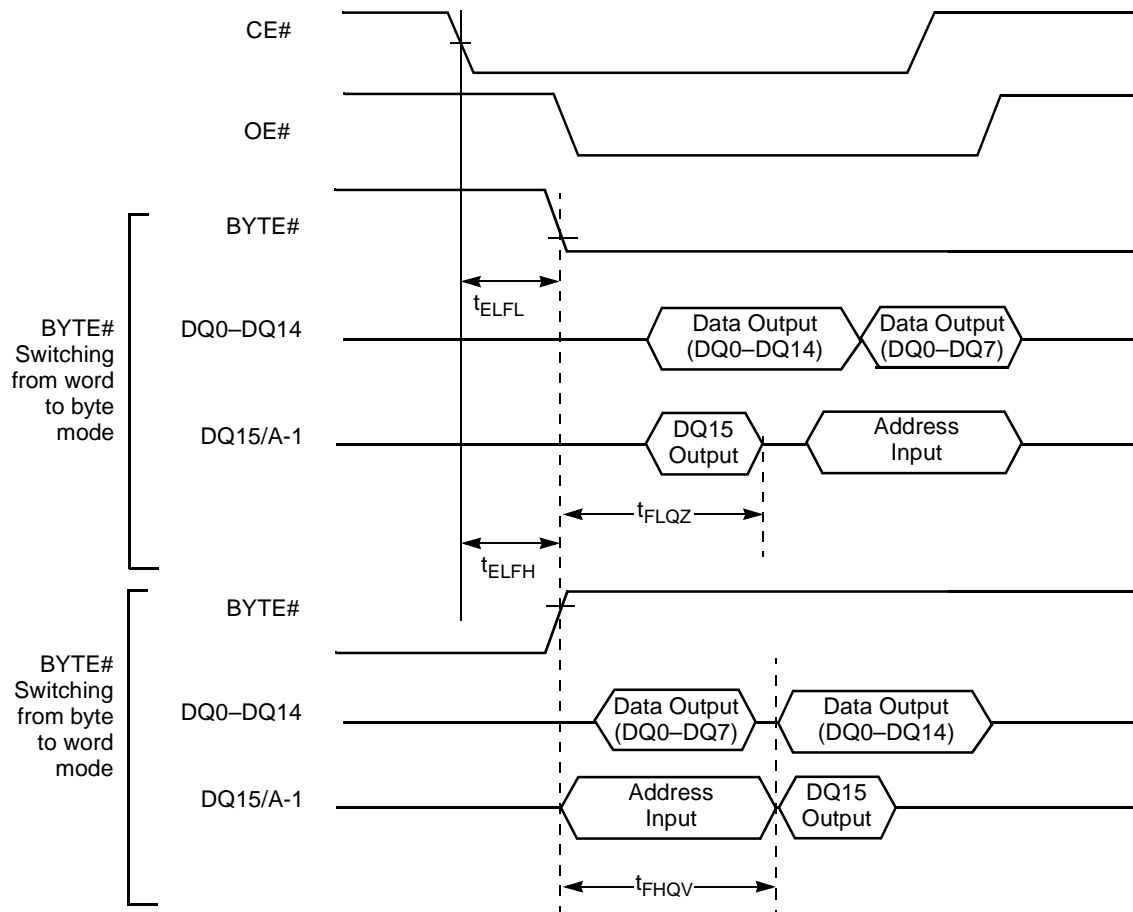 CE#
OE#
BYTE#
tELFL
BYTE#
Switching
from word
to byte
mode
DQ0–DQ14
Data Output
(DQ0–DQ14)
Data Output
(DQ0–DQ7)
DQ15/A-1
DQ15
Output
Address
Input
tFLQZ
tELFH
BYTE#
BYTE#
Switching
from byte
to word
mode
DQ0–DQ14
Data Output
(DQ0–DQ7)
Data Output
(DQ0–DQ14)
DQ15/A-1
Address
Input
DQ15
Output
tFHQV